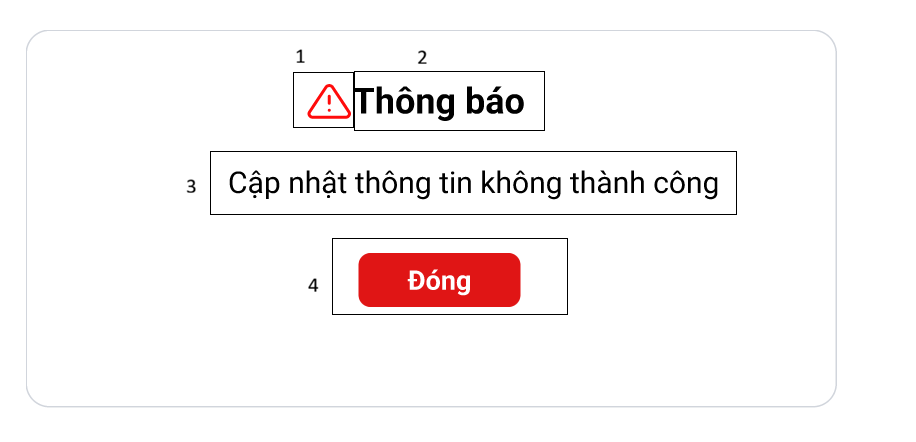 1 2
Thông báo
3 Cập nhật thông tin không thành công
4 Đóng